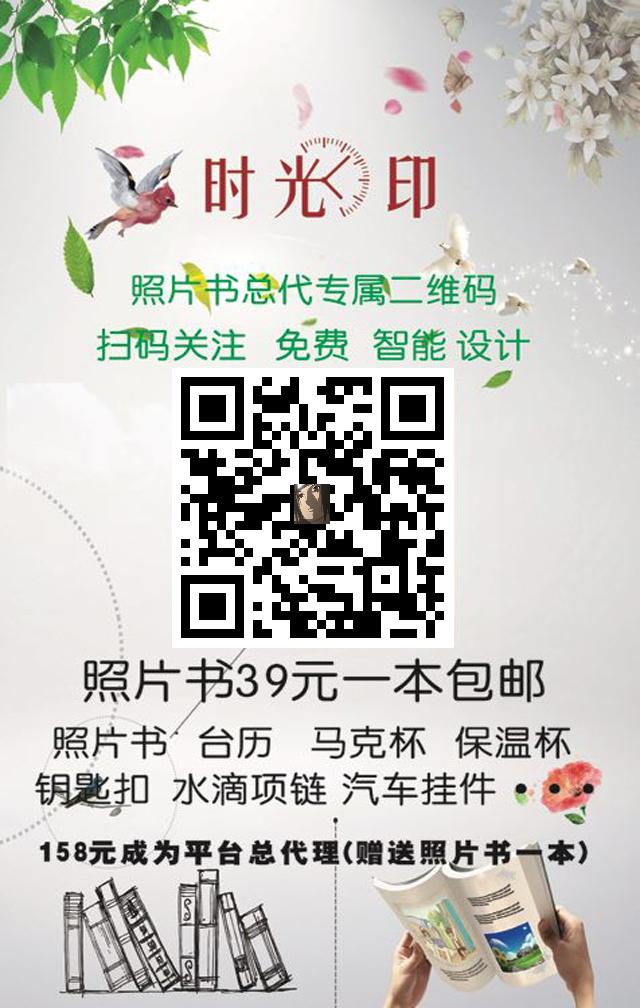 时光印
照片书总代专属二维码
扫码关注 免费 智能 设计
照片书39元一本包邮
照片书 台历 马克杯 保温杯
钥匙扣 水滴项链 汽车挂件
158元成为平台总代理(赠送照片书一本)